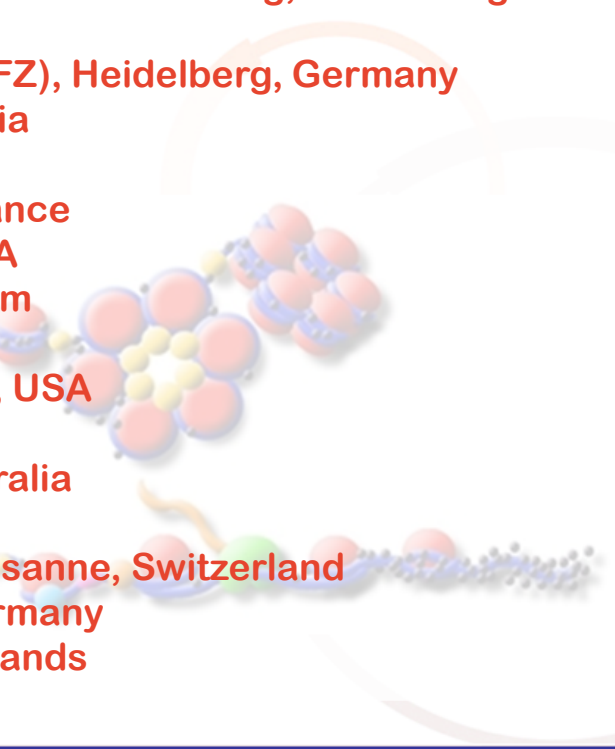 FZ), Heidelberg, Germany
ia
ance
A
m
, USA
ralia
sanne, Switzerland
rmany
ands